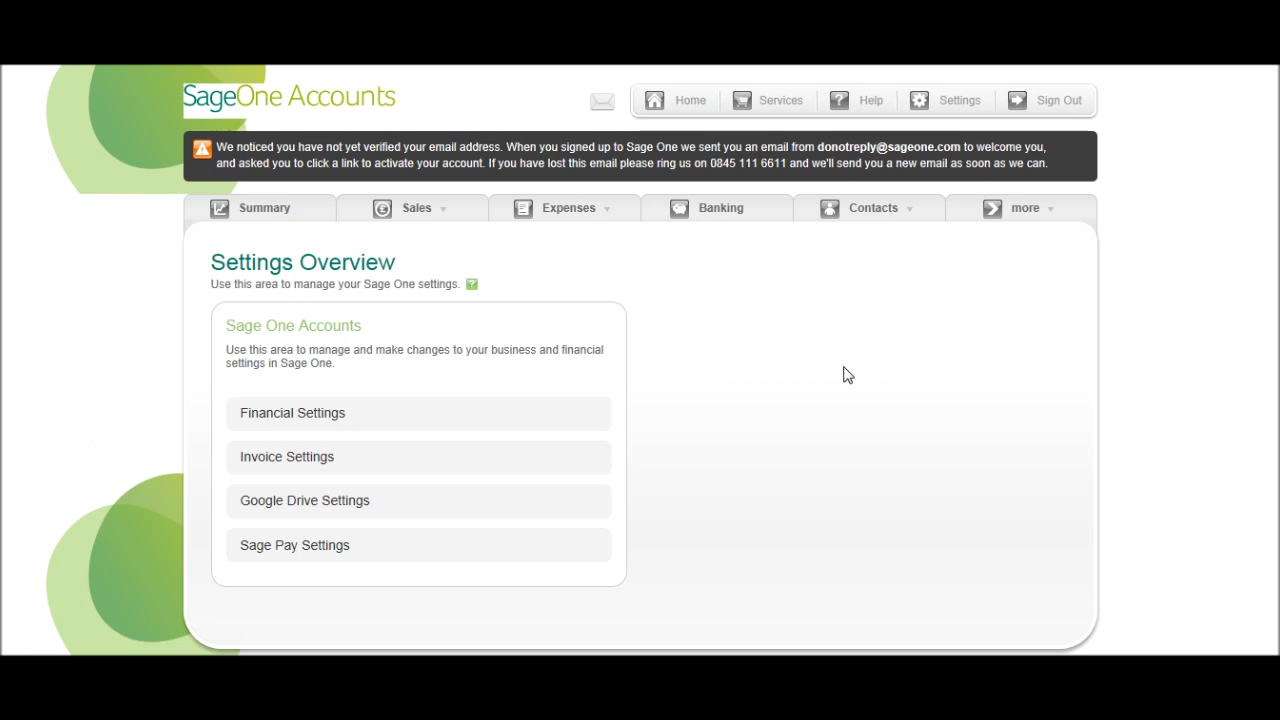 SageOne Accounts
Home Services Help Settings Sign Out
We noticed you have not yet verified your email address. When you signed up to Sage One we sent you an email from donotreply@sageone.com to welcome you,
and asked you to click a link to activate your account. If you have lost this email please ring us on 0845 111 6611 and we'll send you a new email as soon as we can.
Summary Sales Expenses Banking Contacts more
Settings Overview
Use this area to manage your Sage One settings. ?
Sage One Accounts
Use this area to manage and make changes to your business and financial
settings in Sage One.
Financial Settings
Invoice Settings
Google Drive Settings
Sage Pay Settings